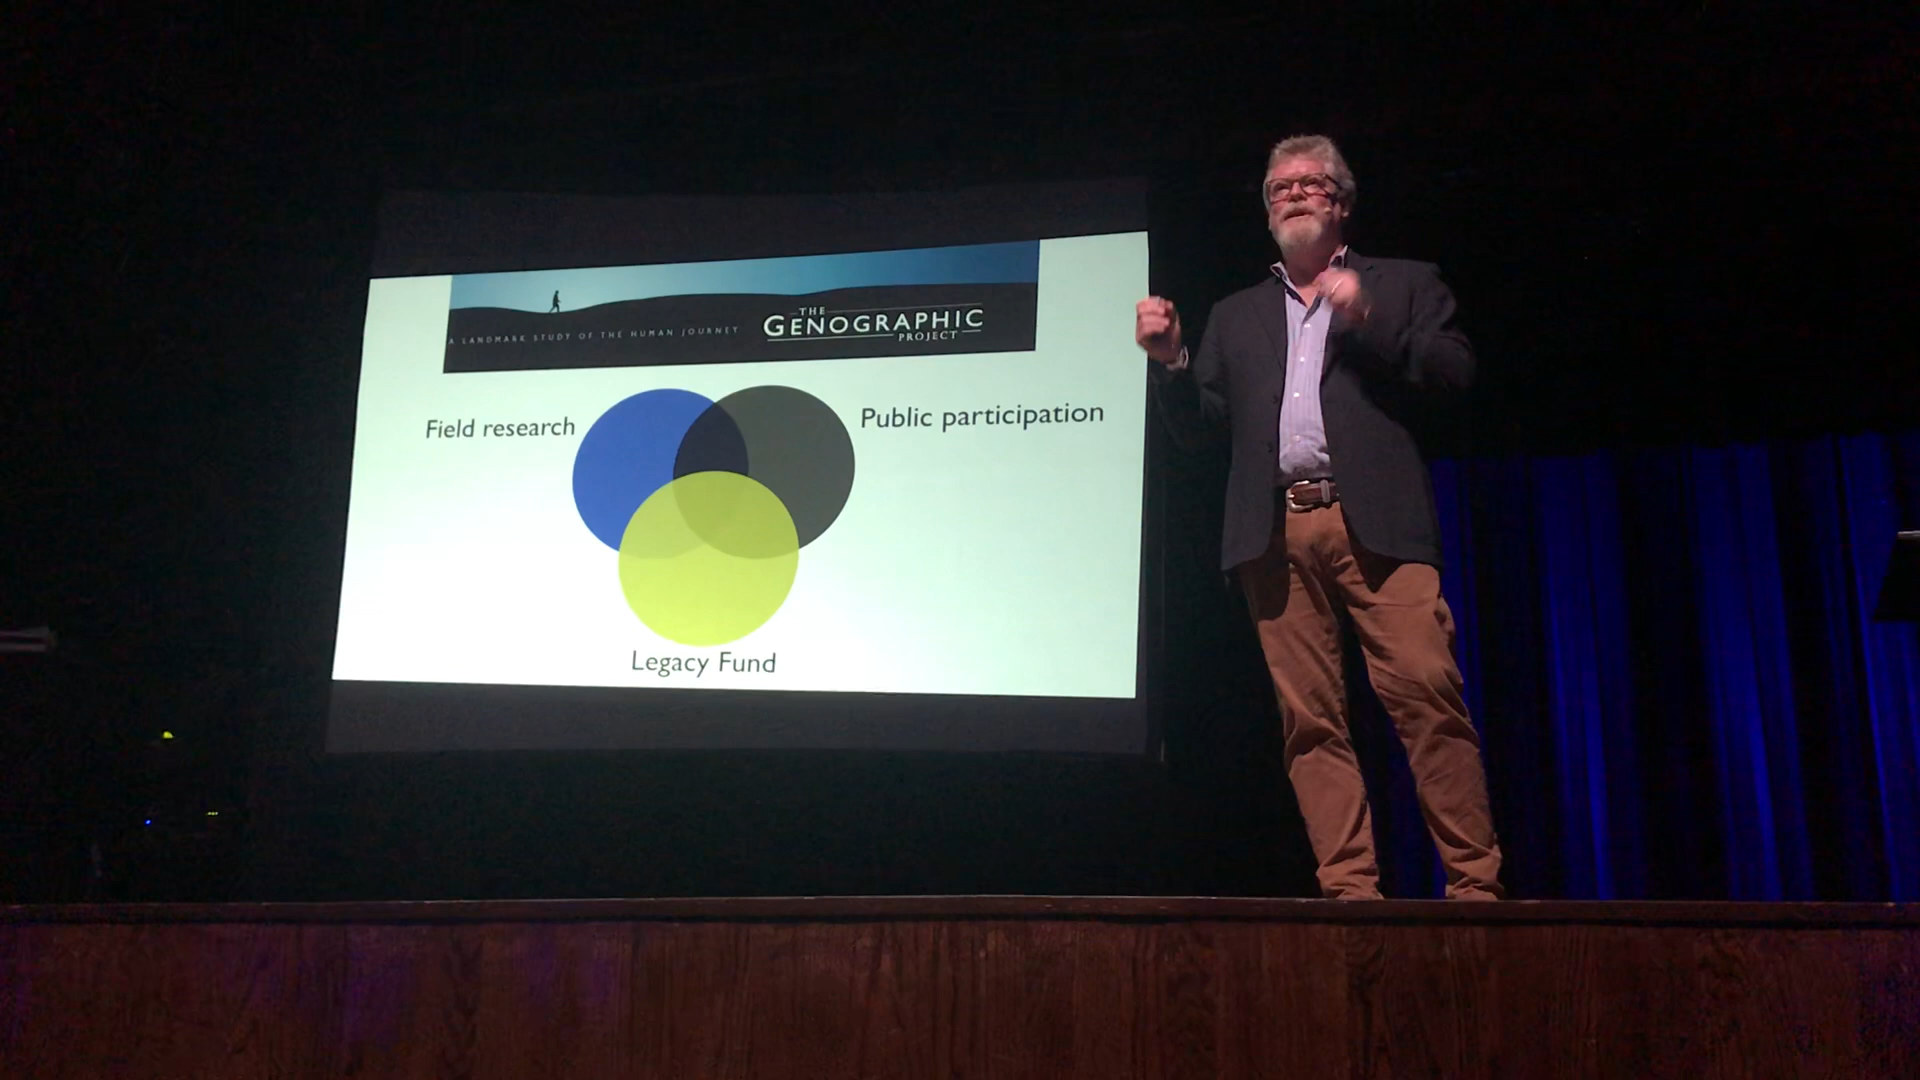 A LANDMARK STUDY OF THE HUMAN JOURNEY
THE
GENOGRAPHIC
PROJECT
Field research
Public participation
Legacy Fund